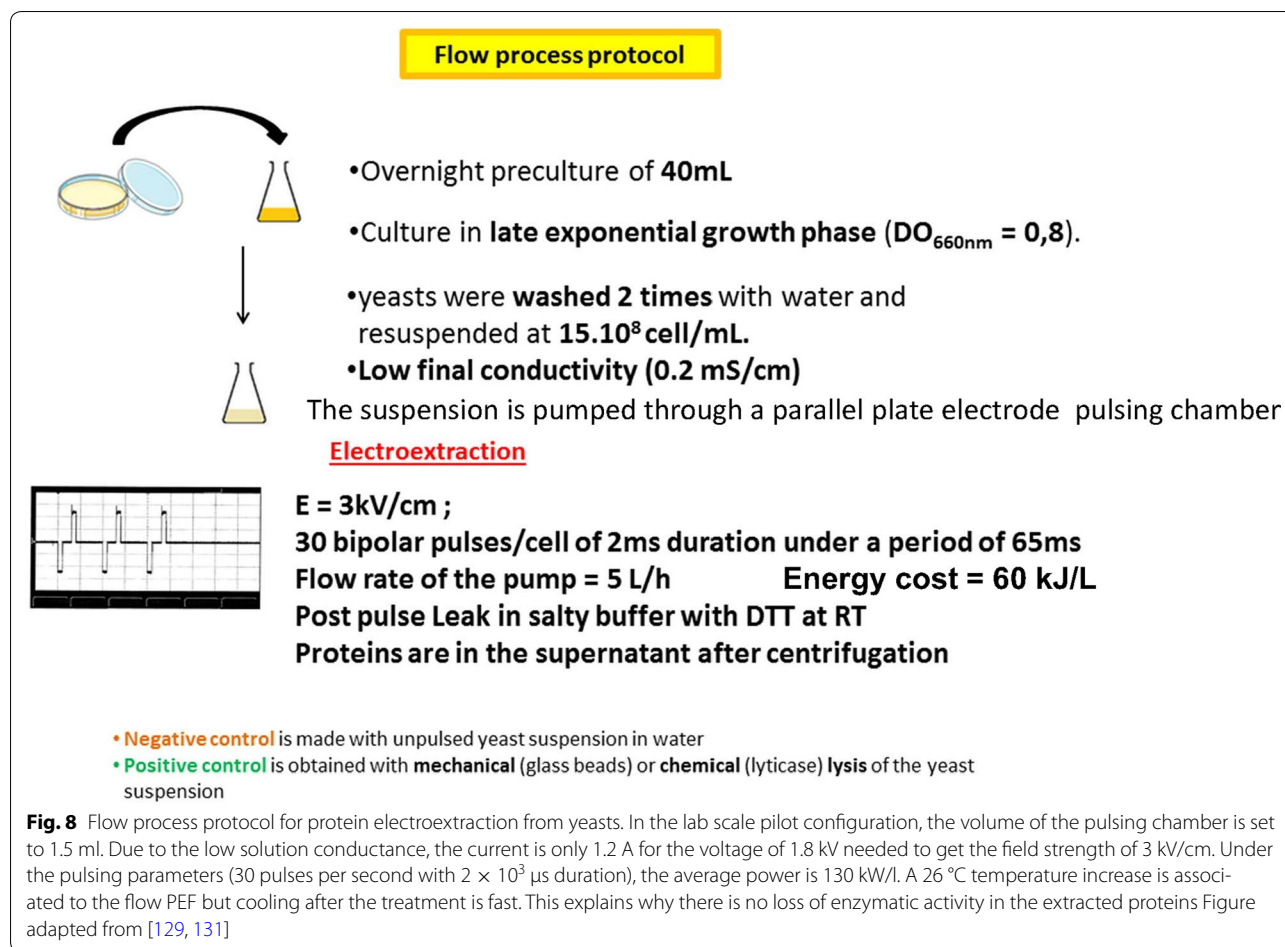 Flow process protocol
•Overnight preculture of 40mL
•Culture in late exponential growth phase (DO660nm = 0,8).
•yeasts were washed 2 times with water and
resuspended at 15.10⁸ cell/mL.
•Low final conductivity (0.2 mS/cm)
The suspension is pumped through a parallel plate electrode pulsing chamber
Electroextraction
E = 3kV/cm ;
30 bipolar pulses/cell of 2ms duration under a period of 65ms
Flow rate of the pump = 5 L/h Energy cost = 60 kJ/L
Post pulse Leak in salty buffer with DTT at RT
Proteins are in the supernatant after centrifugation
• Negative control is made with unpulsed yeast suspension in water
• Positive control is obtained with mechanical (glass beads) or chemical (lyticase) lysis of the yeast
suspension
Fig. 8 Flow process protocol for protein electroextraction from yeasts. In the lab scale pilot configuration, the volume of the pulsing chamber is set
to 1.5 ml. Due to the low solution conductance, the current is only 1.2 A for the voltage of 1.8 kV needed to get the field strength of 3 kV/cm. Under
the pulsing parameters (30 pulses per second with 2 × 10³ µs duration), the average power is 130 kW/l. A 26 °C temperature increase is associ-
ated to the flow PEF but cooling after the treatment is fast. This explains why there is no loss of enzymatic activity in the extracted proteins Figure
adapted from [129, 131]